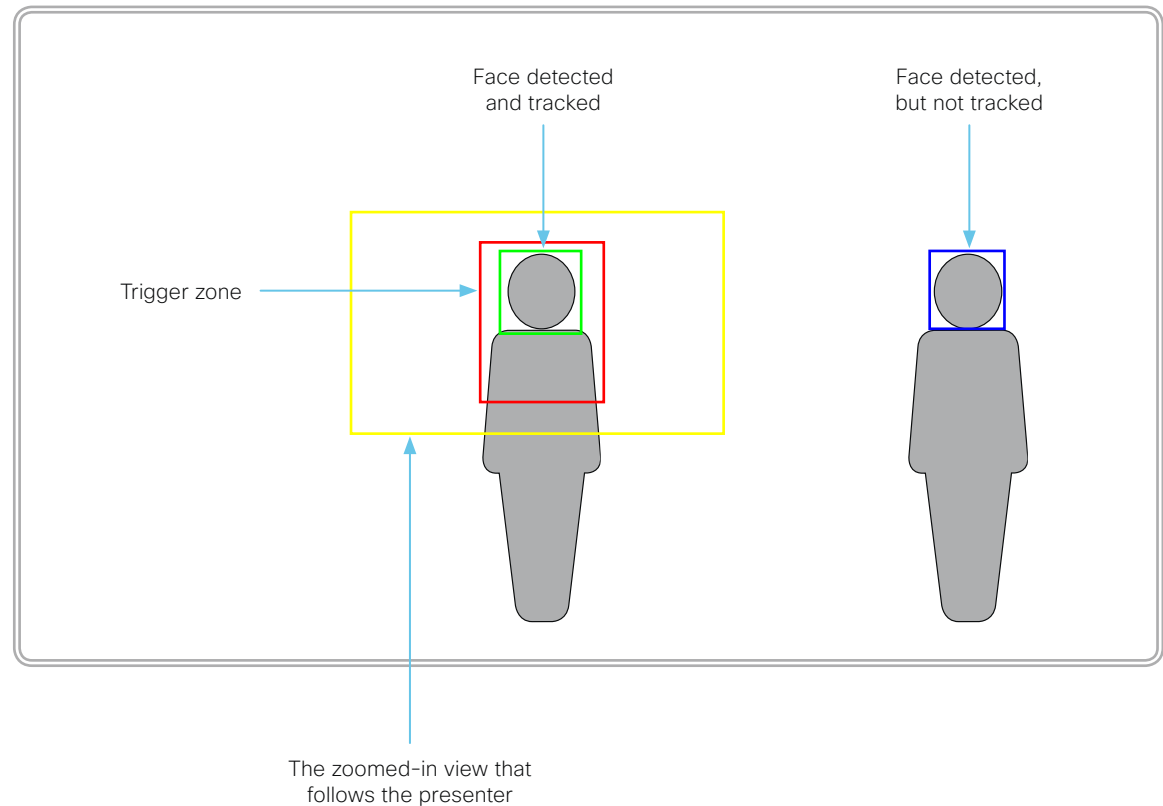 Face detected
and tracked
Face detected,
but not tracked
Trigger zone
The zoomed-in view that
follows the presenter